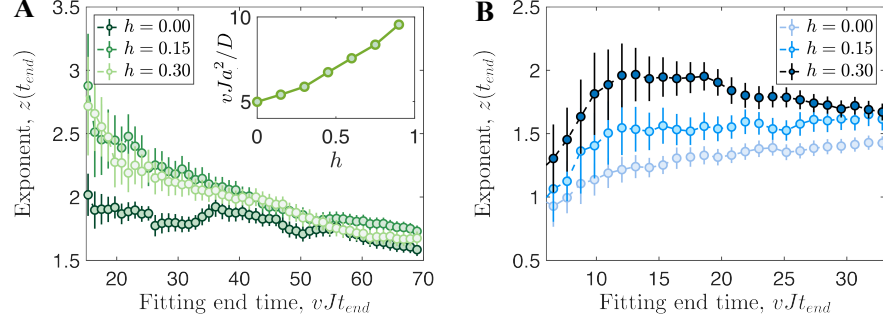 A
h = 0.00
h = 0.15
h = 0.30
vJa²/D
10
5
0
0.5
1
h
Exponent, z(t_end)
3.5
3
2.5
2
1.5
20
30
40
50
60
70
Fitting end time, vJt_end
B
h = 0.00
h = 0.15
h = 0.30
Exponent, z(t_end)
2.5
2
1.5
1
0.5
10
15
20
25
30
Fitting end time, vJt_end